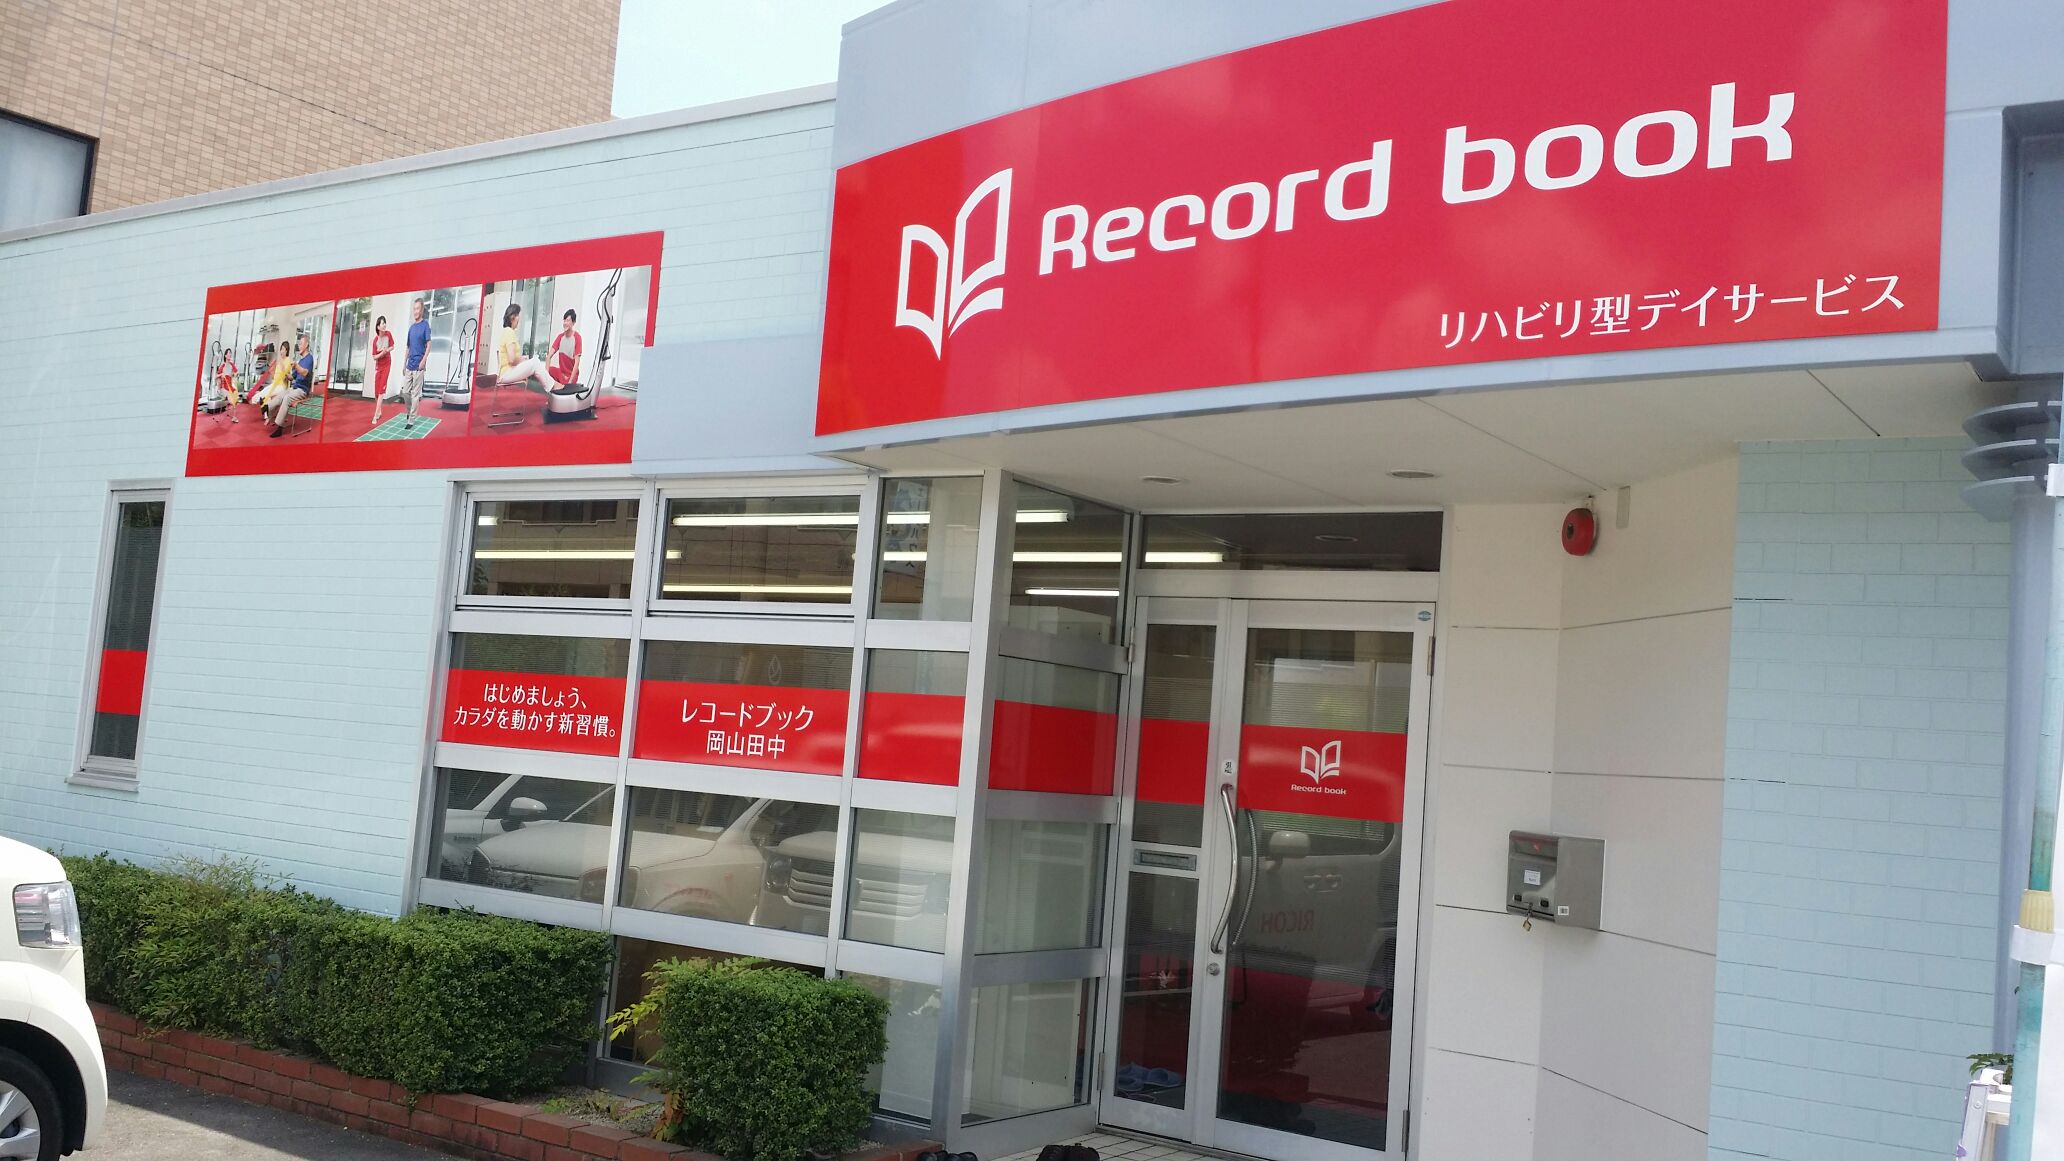 Record book
リハビリ型デイサービス
はじめましょう、
カラダを動かす新習慣。
レコードブック
岡山田中
Record book
RICOH